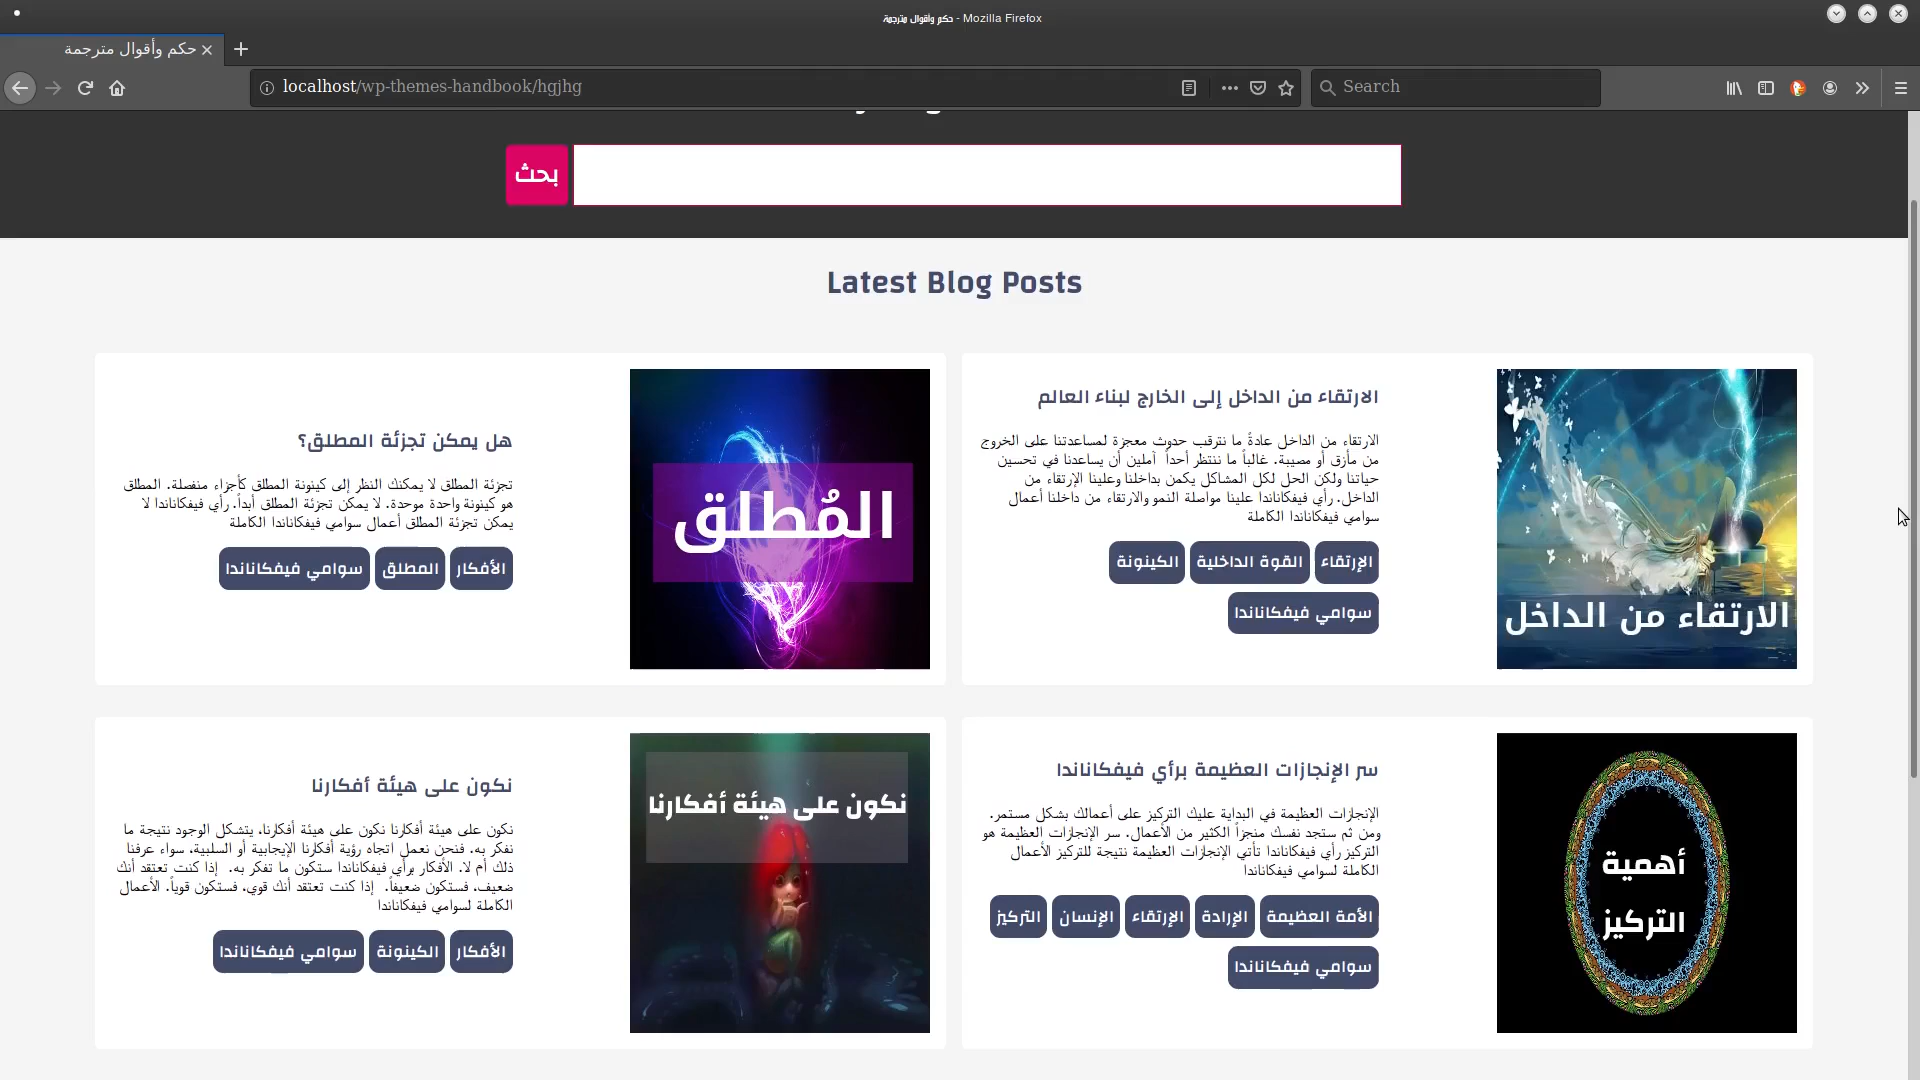 حكم وأقوال مترجمة - Mozilla Firefox
حكم وأقوال مترجمة
localhost/wp-themes-handbook/hgjhg
Search
بحث
Latest Blog Posts
الارتقاء من الداخل إلى الخارج لبناء العالم
الارتقاء من الداخل عادةً ما نترقب حدوث معجزة لمساعدتنا على الخروج
من مأزق أو مصيبة. غالباً ما ننتظر أحداً آملين أن يساعدنا في تحسين
حياتنا ولكن الحل لكل المشاكل يكمن بداخلنا وعلينا الإرتقاء من
الداخل. رأي فيفكاناندا علينا مواصلة النمو والارتقاء من داخلنا أعمال
سوامي فيفكاناندا الكاملة
الإرتقاء القوة الداخلية الكينونة
سوامي فيفكاناندا
الارتقاء من الداخل
هل يمكن تجزئة المطلق؟
تجزئة المطلق لا يمكنك النظر إلى كينونة المطلق كأجزاء منفصلة. المطلق
هو كينونة واحدة موحدة. لا يمكن تجزئة المطلق أبداً. رأي فيفكاناندا لا
يمكن تجزئة المطلق أعمال سوامي فيفكاناندا الكاملة
الأفكار المطلق سوامي فيفكاناندا
المُطلق
سر الإنجازات العظيمة برأي فيفكاناندا
الإنجازات العظيمة في البداية عليك التركيز على أعمالك بشكل مستمر.
ومن ثم ستجد نفسك منجزاً الكثير من الأعمال. سر الإنجازات العظيمة هو
التركيز رأي فيفكاناندا تأتي الإنجازات العظيمة نتيجة للتركيز الأعمال
الكاملة لسوامي فيفكاناندا
الأمة العظيمة الإرادة الإرتقاء الإنسان التركيز
سوامي فيفكاناندا
أهمية
التركيز
نكون على هيئة أفكارنا
نكون على هيئة أفكارنا نكون على هيئة أفكارنا، يتشكل الوجود نتيجة ما
نفكر به. فنحن نعمل اتجاه رؤية أفكارنا الإيجابية أو السلبية، سواء عرفنا
ذلك أم لا. الأفكار برأي فيفكاناندا ستكون ما تفكر به. إذا كنت تعتقد أنك
ضعيف، فستكون ضعيفاً. إذا كنت تعتقد أنك قوي، فستكون قوياً. الأعمال
الكاملة لسوامي فيفكاناندا
الأفكار الكينونة سوامي فيفكاناندا
نكون على هيئة أفكارنا